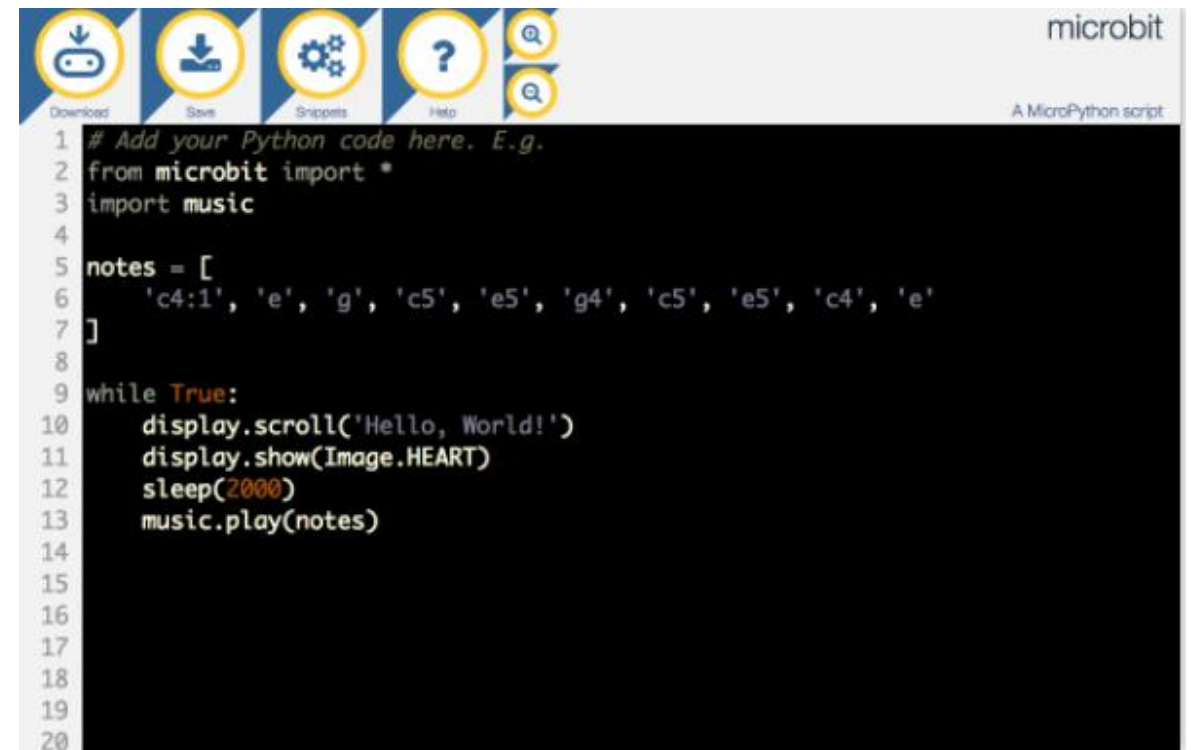 microbit
Download
Save
Snippets
Help
A MicroPython script
1 # Add your Python code here. E.g.
2 from microbit import *
3 import music
4
5 notes = [
6     'c4:1', 'e', 'g', 'c5', 'e5', 'g4', 'c5', 'e5', 'c4', 'e'
7 ]
8
9 while True:
10     display.scroll('Hello, World!')
11     display.show(Image.HEART)
12     sleep(2000)
13     music.play(notes)
14
15
16
17
18
19
20